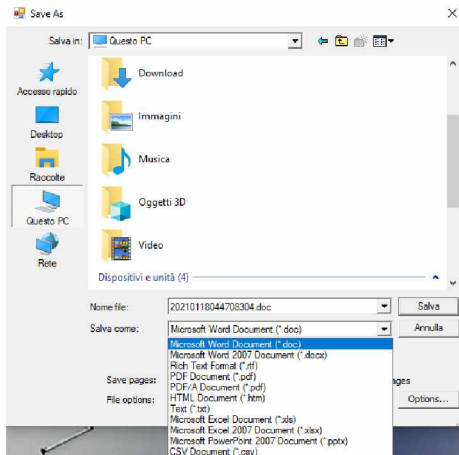 Save As
Salva in:
Questo PC
Accesso rapido
Desktop
Raccolte
Questo PC
Rete
Download
Immagini
Musica
Oggetti 3D
Video
Dispositivi e unità (4)
Nome file:
20210118044708304.doc
Salva
Salva come:
Microsoft Word Document (*.doc)
Annulla
Microsoft Word Document (*.doc)
Microsoft Word 2007 Document (*.docx)
Rich Text Format (*.rtf)
PDF Document (*.pdf)
PDF/A Document (*.pdf)
HTML Document (*.htm)
Text (*.txt)
Microsoft Excel Document (*.xls)
Microsoft Excel 2007 Document (*.xlsx)
Microsoft PowerPoint 2007 Document (*.pptx)
CSV Document (*.csv)
Save pages:
ages
File options:
Options...